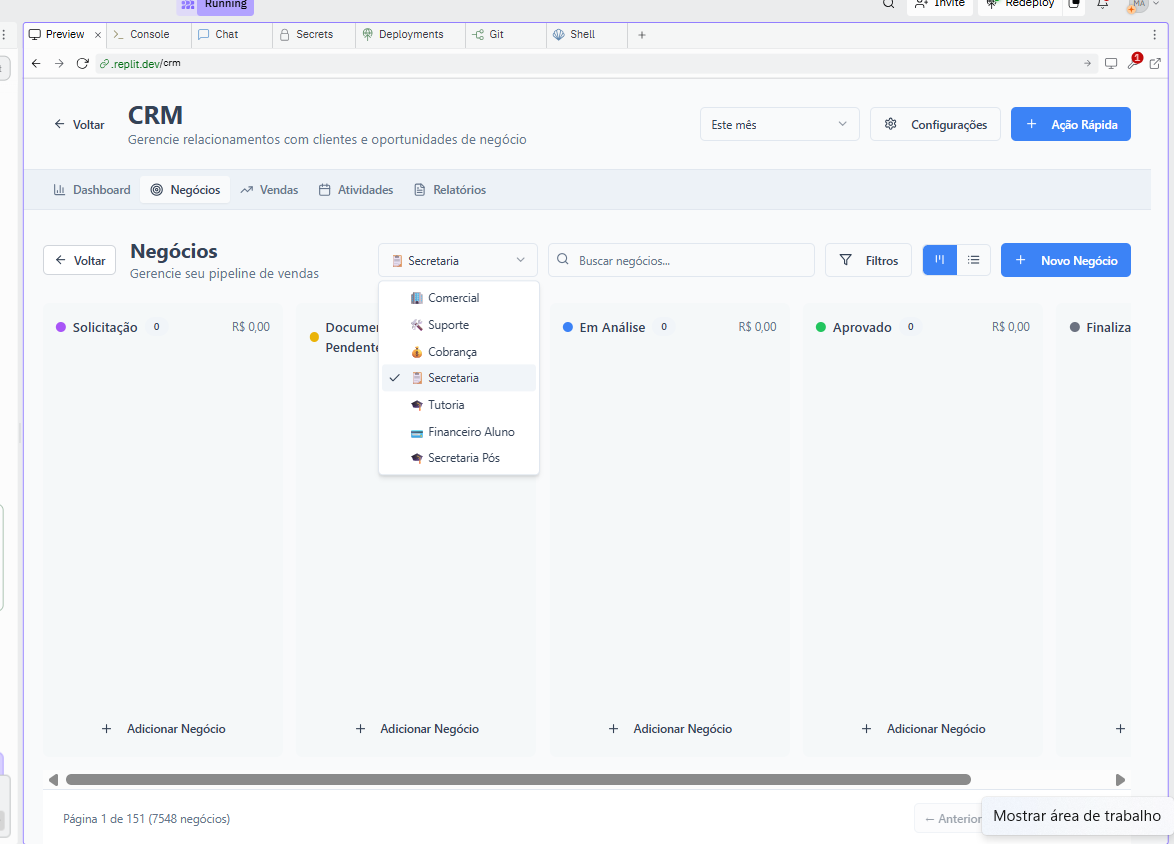 Running
Invite
Redeploy
MA
Preview
Console
Chat
Secrets
Deployments
Git
Shell
.replit.dev/crm
1
Voltar
CRM
Gerencie relacionamentos com clientes e oportunidades de negócio
Este mês
Configurações
Ação Rápida
Dashboard
Negócios
Vendas
Atividades
Relatórios
Voltar
Negócios
Gerencie seu pipeline de vendas
Secretaria
Buscar negócios...
Filtros
Novo Negócio
Comercial
Suporte
Cobrança
Secretaria
Tutoria
Financeiro Aluno
Secretaria Pós
Solicitação 0 R$ 0,00
Documen
Pendente
Em Análise 0 R$ 0,00
Aprovado 0 R$ 0,00
Finaliza
Adicionar Negócio
Adicionar Negócio
Adicionar Negócio
Adicionar Negócio
Página 1 de 151 (7548 negócios)
← Anterior
Mostrar área de trabalho